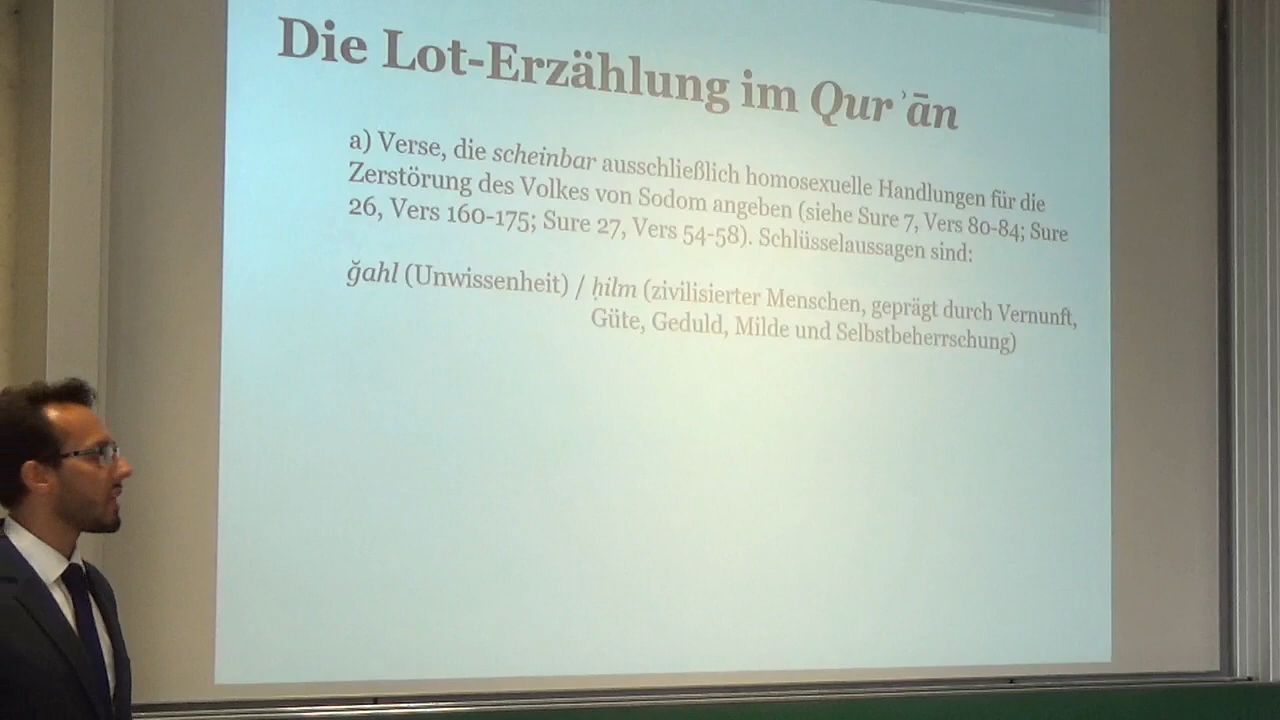 Die Lot-Erzählung im Qurʾān
a) Verse, die scheinbar ausschließlich homosexuelle Handlungen für die
Zerstörung des Volkes von Sodom angeben (siehe Sure 7, Vers 80-84; Sure
26, Vers 160-175; Sure 27, Vers 54-58). Schlüsselaussagen sind:
ǧahl (Unwissenheit) / ḥilm (zivilisierter Menschen, geprägt durch Vernunft,
Güte, Geduld, Milde und Selbstbeherrschung)